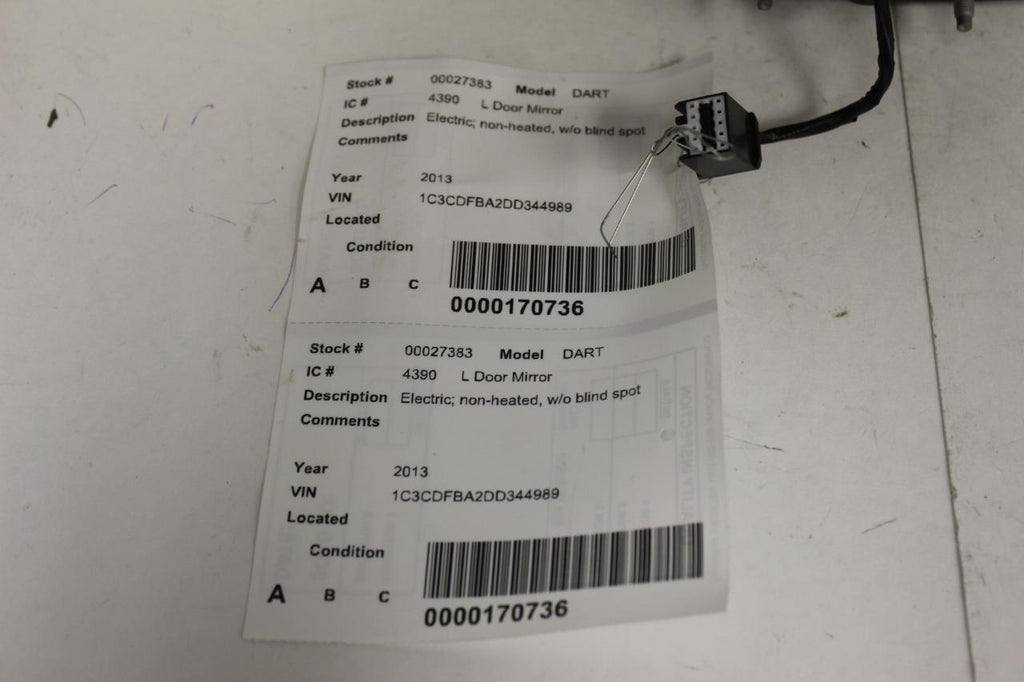 Stock # 00027383 Model DART
IC # 4390 L Door Mirror
Description Electric; non-heated, w/o blind spot
Comments
Year 2013
VIN 1C3CDFBA2DD344989
Located
Condition
A B C
0000170736
Stock # 00027383 Model DART
IC # 4390 L Door Mirror
Description Electric; non-heated, w/o blind spot
Comments
Year 2013
VIN 1C3CDFBA2DD344989
Located
Condition
A B C
0000170736